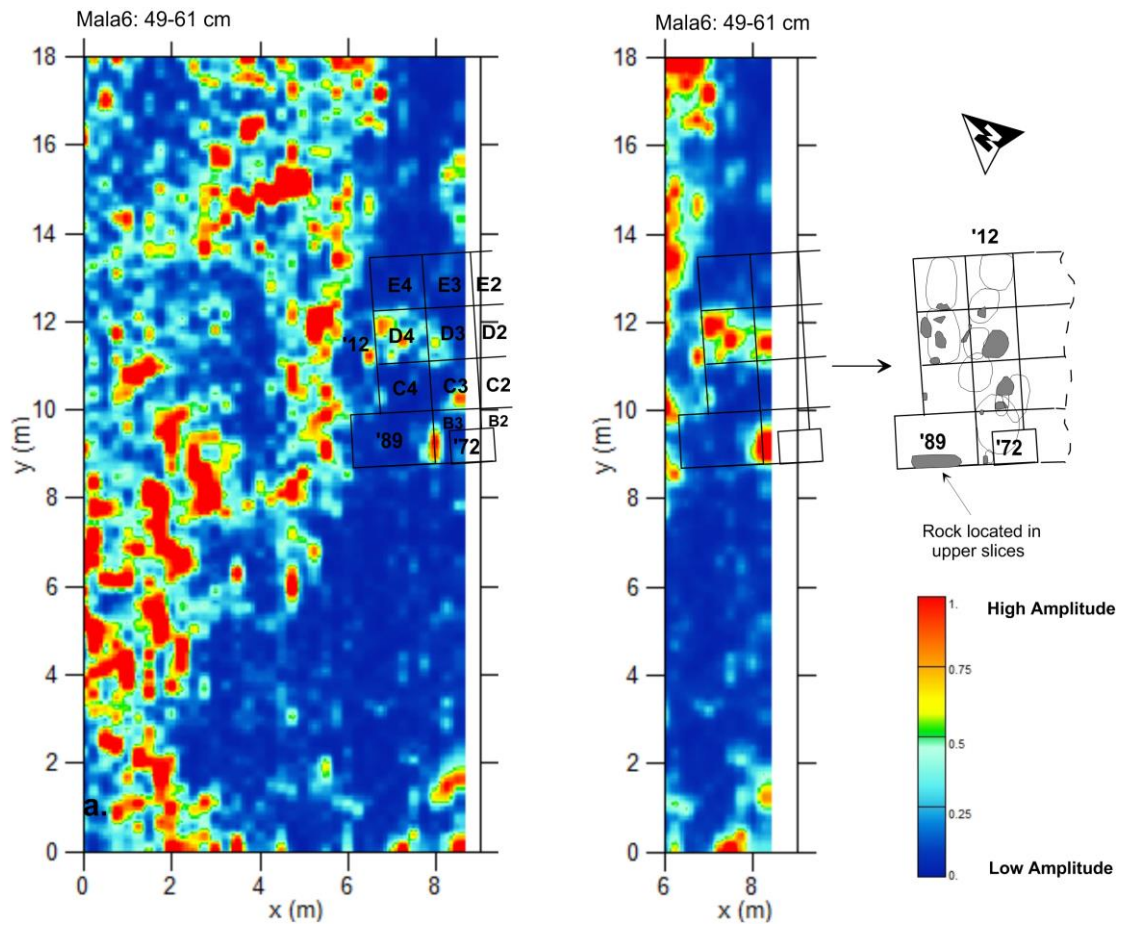 Mala6: 49-61 cm
18
16
14
12
10
8
6
4
2
0
y (m)
0 2 4 6 8
x (m)
a.
E4 E3 E2
'12 D4 D3 D2
C4 C3 C2
B3 B2
'89 '72
Mala6: 49-61 cm
18
16
14
12
10
8
6
4
2
0
y (m)
6 8
x (m)
N
'12
'89 '72
Rock located in
upper slices
1. High Amplitude
0.75
0.5
0.25
0. Low Amplitude